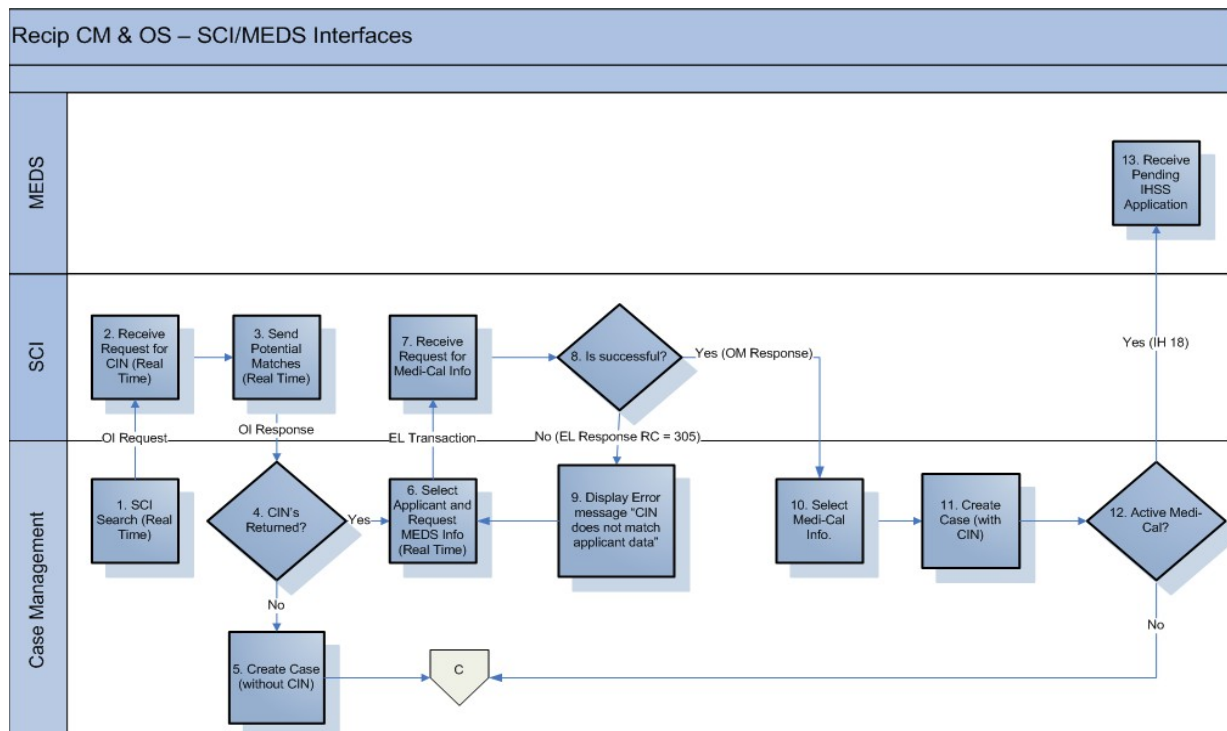 Recip CM & OS – SCI/MEDS Interfaces
MEDS
13. Receive
Pending
IHSS
Application
SCI
2. Receive
Request for
CIN (Real
Time)
3. Send
Potential
Matches
(Real Time)
7. Receive
Request for
Medi-Cal Info
8. Is successful?
Yes (OM Response)
Yes (IH 18)
OI Request
OI Response
EL Transaction
No (EL Response RC = 305)
Case Management
1. SCI
Search (Real
Time)
4. CIN's
Returned?
Yes
6. Select
Applicant and
Request
MEDS Info
(Real Time)
9. Display Error
message “CIN
does not match
applicant data”
10. Select
Medi-Cal
Info.
11. Create
Case (with
CIN)
12. Active Medi-
Cal?
No
No
5. Create Case
(without CIN)
C